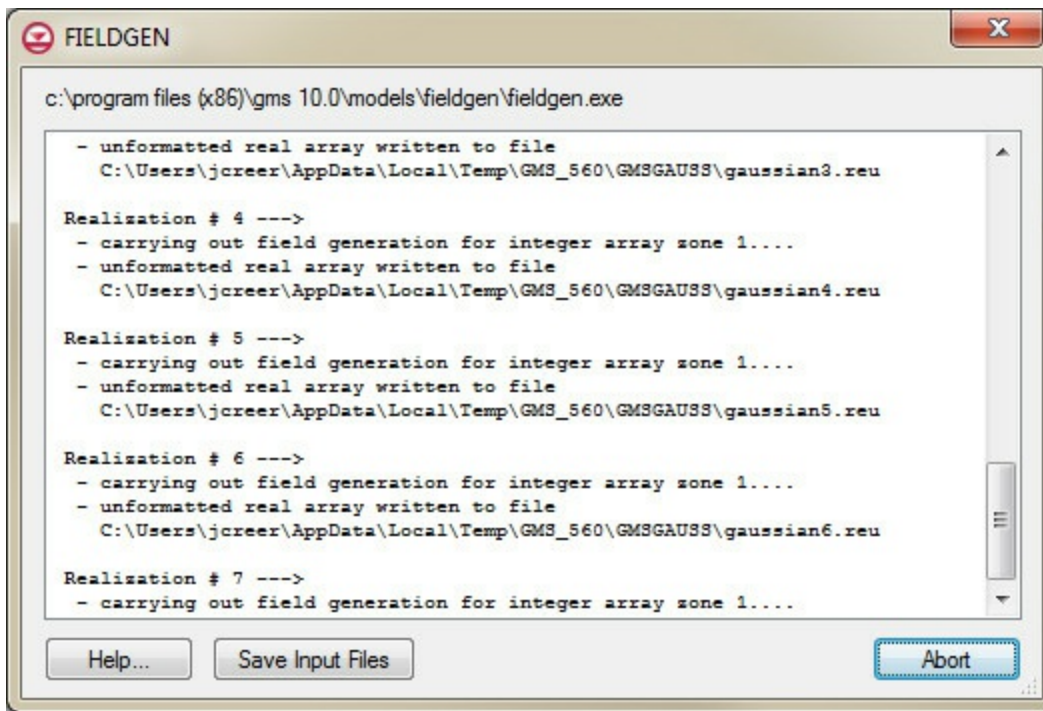 FIELDGEN
c:\program files (x86)\gms 10.0\models\fieldgen\fieldgen.exe
- unformatted real array written to file
C:\Users\jcreer\AppData\Local\Temp\GMS_560\GMSGAUSS\gaussian3.reu
Realization # 4 --->
- carrying out field generation for integer array zone 1....
- unformatted real array written to file
C:\Users\jcreer\AppData\Local\Temp\GMS_560\GMSGAUSS\gaussian4.reu
Realization # 5 --->
- carrying out field generation for integer array zone 1....
- unformatted real array written to file
C:\Users\jcreer\AppData\Local\Temp\GMS_560\GMSGAUSS\gaussian5.reu
Realization # 6 --->
- carrying out field generation for integer array zone 1....
- unformatted real array written to file
C:\Users\jcreer\AppData\Local\Temp\GMS_560\GMSGAUSS\gaussian6.reu
Realization # 7 --->
- carrying out field generation for integer array zone 1....
Help... Save Input Files Abort